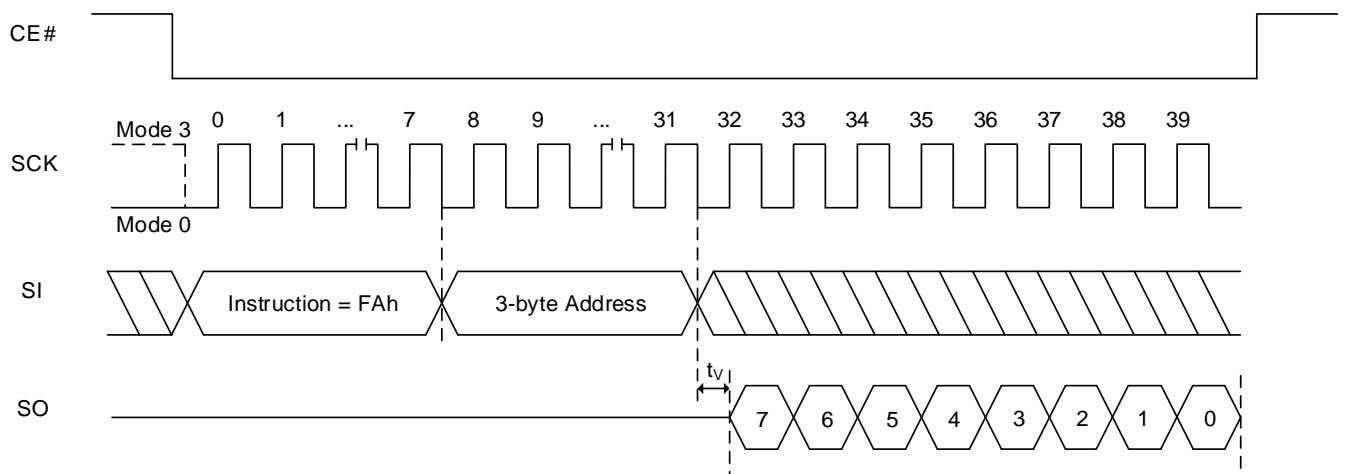 CE#
SCK
Mode 3
0 1 ... 7 8 9 ... 31 32 33 34 35 36 37 38 39
Mode 0
SI
Instruction = FAh
3-byte Address
tV
SO
7 6 5 4 3 2 1 0